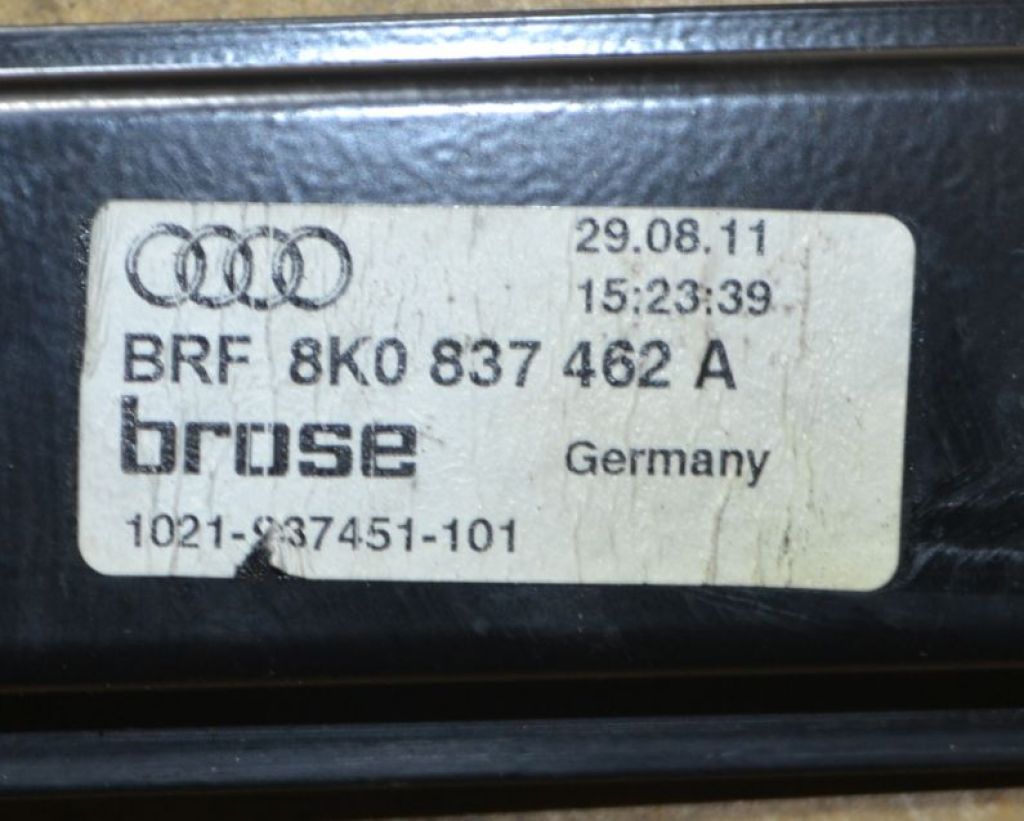 29.08.11
15:23:39
BRF 8K0 837 462 A
brose
Germany